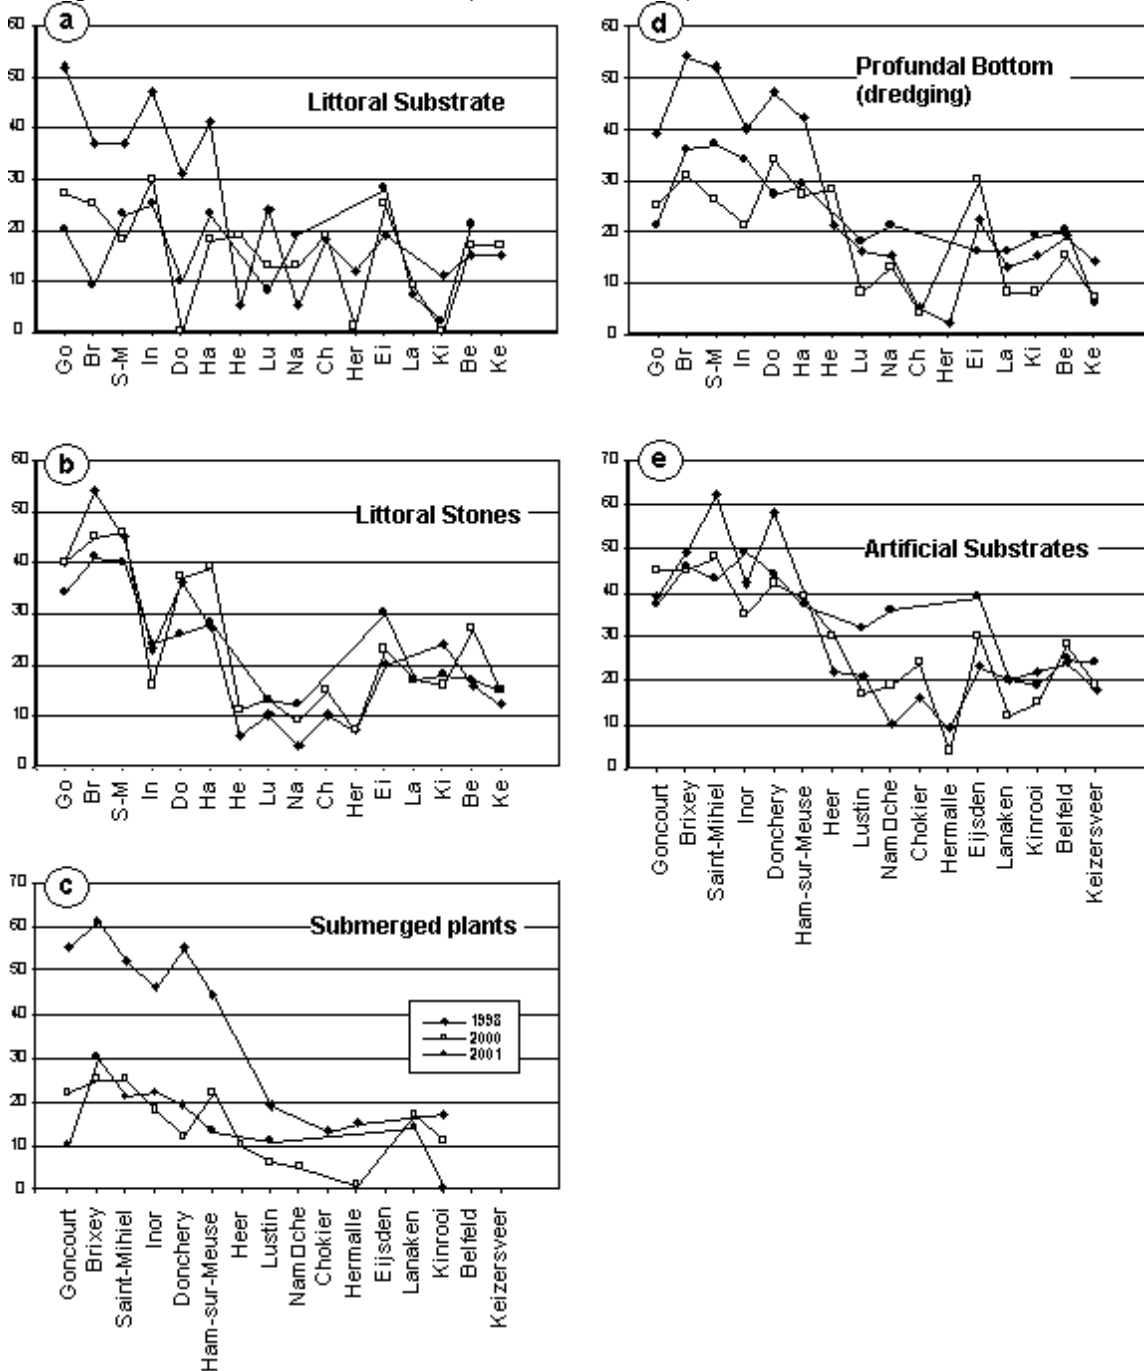 a
Littoral Substrate
60
50
40
30
20
10
0
Go Br S-M In Do Ha He Lu Na Ch Her Ei La Ki Be Ke
d
Profundal Bottom
(dredging)
60
50
40
30
20
10
0
Go Br S-M In Do Ha He Lu Na Ch Her Ei La Ki Be Ke
b
Littoral Stones
60
50
40
30
20
10
0
Go Br S-M In Do Ha He Lu Na Ch Her Ei La Ki Be Ke
e
Artificial Substrates
70
60
50
40
30
20
10
0
Goncourt Brixey Saint-Mihiel Inor Donchery Ham-sur-Meuse Heer Lustin Nam□che Chokier Hermalle Eijsden Lanaken Kinrooi Belfeld Keizersveer
c
Submerged plants
70
60
50
40
30
20
10
0
1998
2000
2001
Goncourt Brixey Saint-Mihiel Inor Donchery Ham-sur-Meuse Heer Lustin Nam□che Chokier Hermalle Eijsden Lanaken Kinrooi Belfeld Keizersveer